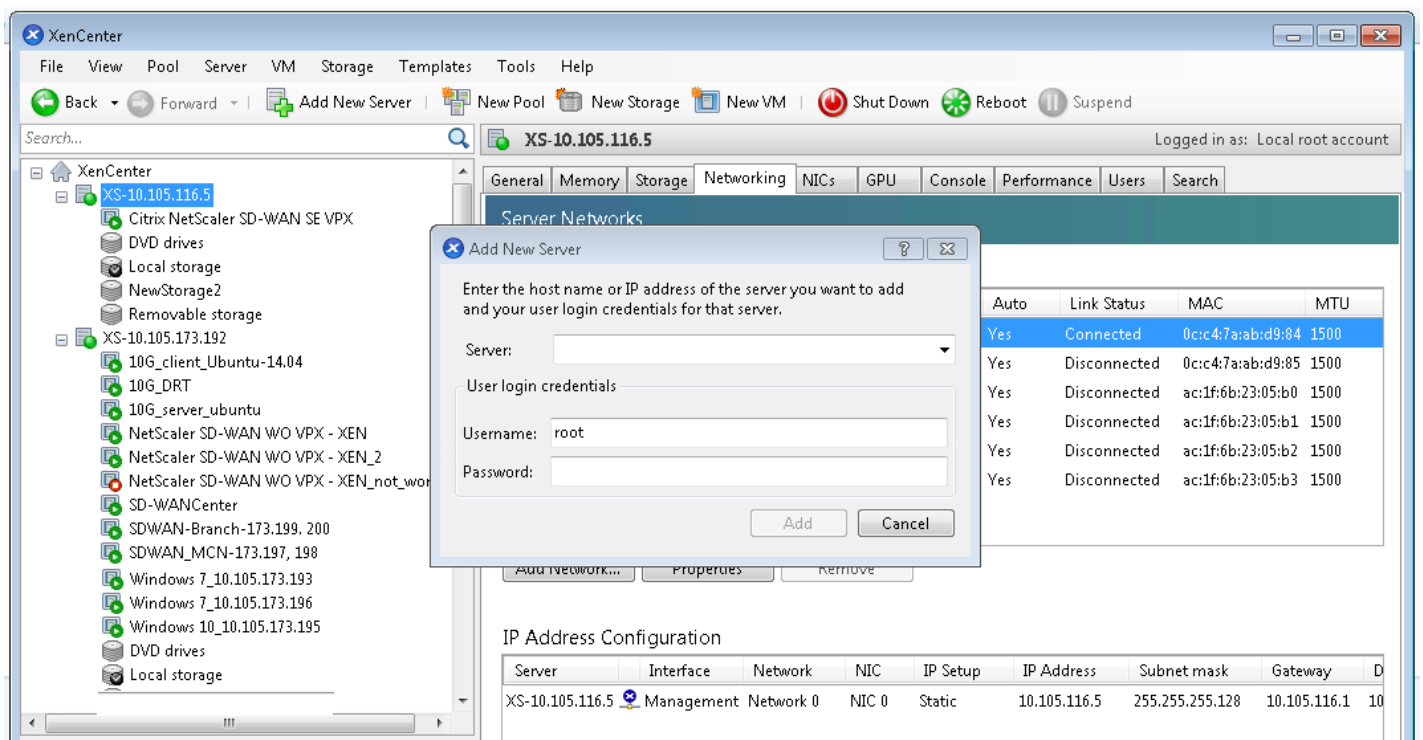 XenCenter
File View Pool Server VM Storage Templates Tools Help
Back Forward Add New Server New Pool New Storage New VM Shut Down Reboot Suspend
Search...
XS-10.105.116.5 Logged in as: Local root account
XenCenter
XS-10.105.116.5
Citrix NetScaler SD-WAN SE VPX
DVD drives
Local storage
NewStorage2
Removable storage
XS-10.105.173.192
10G_client_Ubuntu-14.04
10G_DRT
10G_server_ubuntu
NetScaler SD-WAN WO VPX - XEN
NetScaler SD-WAN WO VPX - XEN_2
NetScaler SD-WAN WO VPX - XEN_not_wor
SD-WANCenter
SDWAN-Branch-173.199. 200
SDWAN_MCN-173.197, 198
Windows 7_10.105.173.193
Windows 7_10.105.173.196
Windows 10_10.105.173.195
DVD drives
Local storage
General Memory Storage Networking NICs GPU Console Performance Users Search
Server Networks
Add New Server
Enter the host name or IP address of the server you want to add
and your user login credentials for that server.
Server:
User login credentials
Username: root
Password:
Add Cancel
Auto Link Status MAC MTU
Yes Connected 0c:c4:7a:ab:d9:84 1500
Yes Disconnected 0c:c4:7a:ab:d9:85 1500
Yes Disconnected ac:1f:6b:23:05:b0 1500
Yes Disconnected ac:1f:6b:23:05:b1 1500
Yes Disconnected ac:1f:6b:23:05:b2 1500
Yes Disconnected ac:1f:6b:23:05:b3 1500
Add Network... Properties Remove
IP Address Configuration
Server Interface Network NIC IP Setup IP Address Subnet mask Gateway D
XS-10.105.116.5 Management Network 0 NIC 0 Static 10.105.116.5 255.255.255.128 10.105.116.1 10